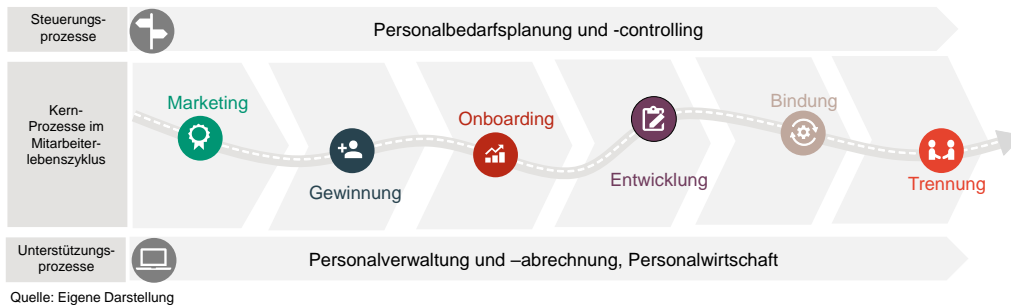 Steuerungs-
prozesse
Personalbedarfsplanung und -controlling
Kern-
Prozesse im
Mitarbeiter-
lebenszyklus
Marketing
Gewinnung
Onboarding
Entwicklung
Bindung
Trennung
Unterstützungs-
prozesse
Personalverwaltung und –abrechnung, Personalwirtschaft
Quelle: Eigene Darstellung